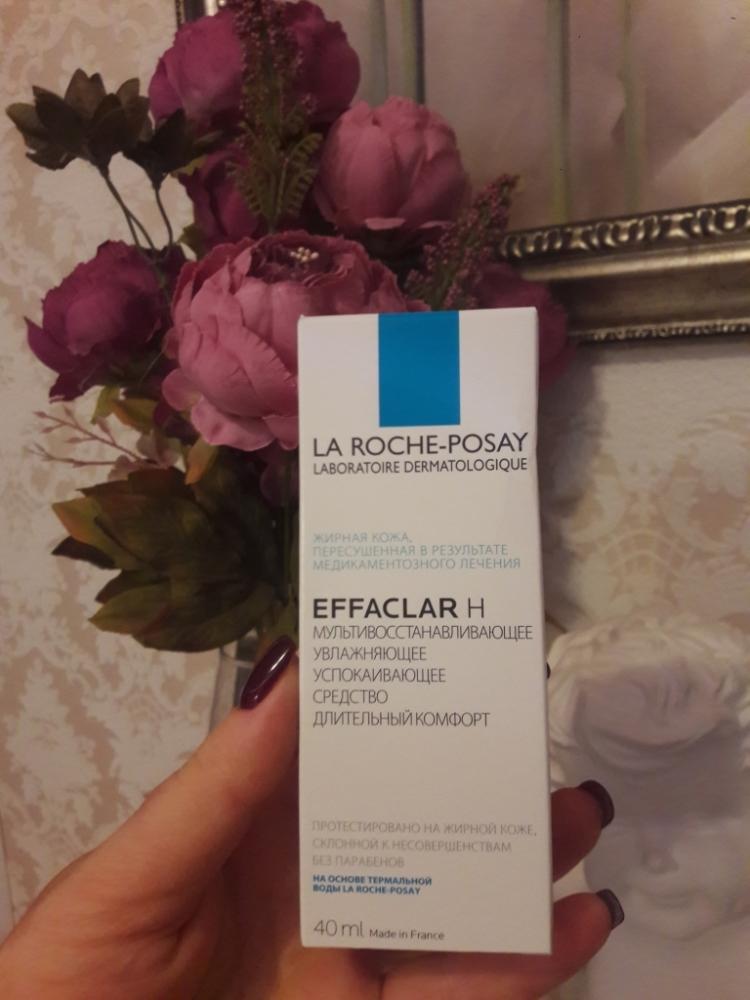 LA ROCHE-POSAY
LABORATOIRE DERMATOLOGIQUE
ЖИРНАЯ КОЖА,
ПЕРЕСУШЕННАЯ В РЕЗУЛЬТАТЕ
МЕДИКАМЕНТОЗНОГО ЛЕЧЕНИЯ
EFFACLAR H
МУЛЬТИВОССТАНАВЛИВАЮЩЕЕ
УВЛАЖНЯЮЩЕЕ
УСПОКАИВАЮЩЕЕ
СРЕДСТВО
ДЛИТЕЛЬНЫЙ КОМФОРТ
ПРОТЕСТИРОВАНО НА ЖИРНОЙ КОЖЕ,
СКЛОННОЙ К НЕСОВЕРШЕНСТВАМ
БЕЗ ПАРАБЕНОВ
НА ОСНОВЕ ТЕРМАЛЬНОЙ
ВОДЫ LA ROCHE-POSAY
40 ml Made in France